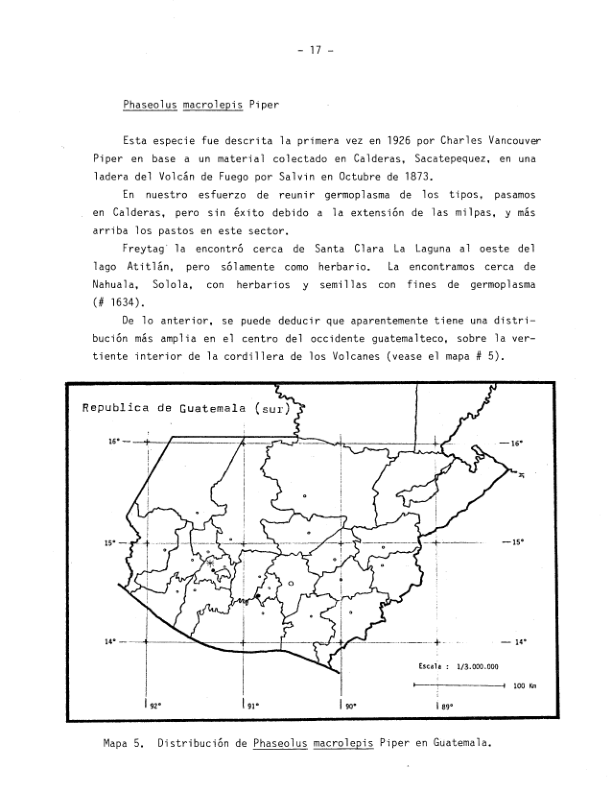 - 17 -
Phaseolus macrolepis Piper
Esta especie fue descrita la primera vez en 1926 por Charles Vancouver
Piper en base a un material colectado en Calderas, Sacatepequez, en una
ladera del Volcán de Fuego por Salvin en Octubre de 1873.
En nuestro esfuerzo de reunir germoplasma de los tipos, pasamos
en Calderas, pero sin éxito debido a la extensión de las milpas, y más
arriba los pastos en este sector.
Freytag la encontró cerca de Santa Clara La Laguna al oeste del
lago Atitlán, pero sólamente como herbario. La encontramos cerca de
Nahuala, Solola, con herbarios y semillas con fines de germoplasma
(# 1634).
De lo anterior, se puede deducir que aparentemente tiene una distri-
bución más amplia en el centro del occidente guatemalteco, sobre la ver-
tiente interior de la cordillera de los Volcanes (vease el mapa # 5).
Republica de Guatemala (sur)
16° 16°
15° 15°
14° 14°
Escala : 1/3.000.000
100 Km
92° 91° 90° 89°
Mapa 5. Distribución de Phaseolus macrolepis Piper en Guatemala.